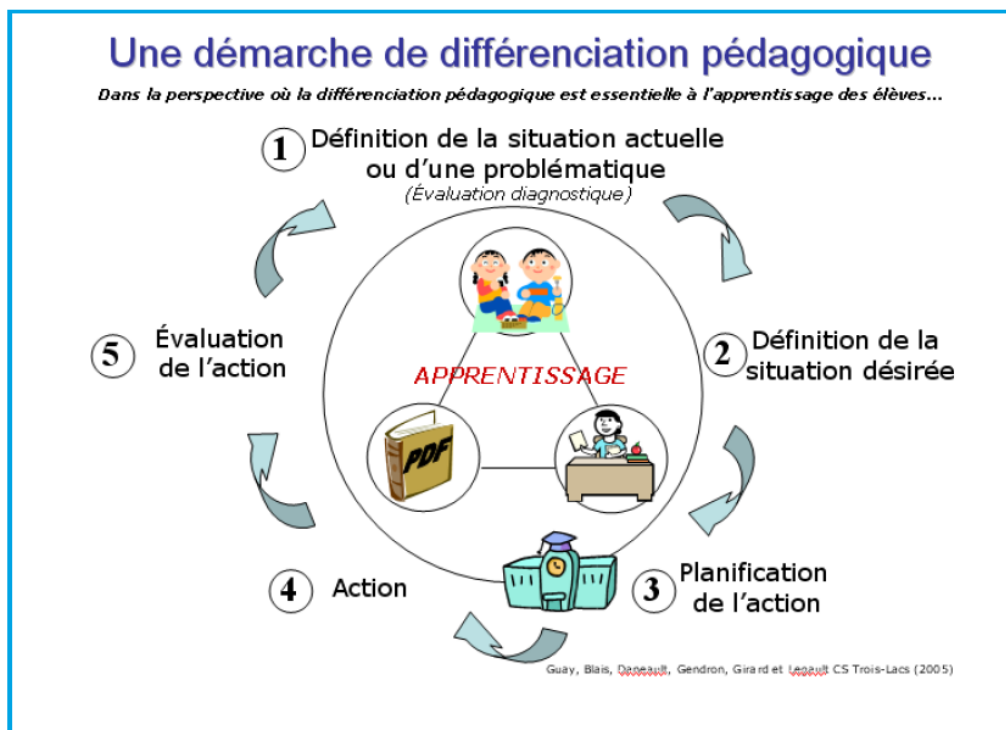 Une démarche de différenciation pédagogique
Dans la perspective où la différenciation pédagogique est essentielle à l'apprentissage des élèves...
1 Définition de la situation actuelle
ou d'une problématique
(Évaluation diagnostique)
2 Définition de la
situation désirée
3 Planification
de l'action
4 Action
5 Évaluation
de l'action
APPRENTISSAGE
PDF
Guay, Blais, Daneault, Gendron, Girard et Legault CS Trois-Lacs (2005)